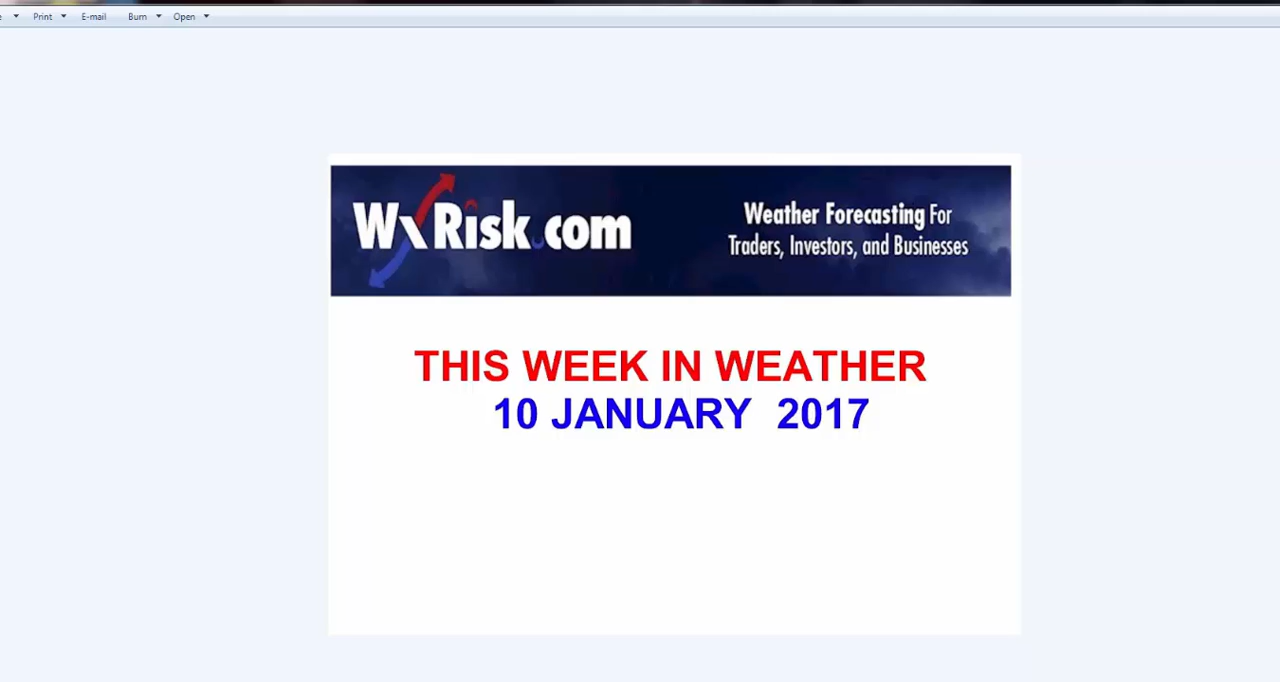 Print E-mail Burn Open
WxRisk.com
Weather Forecasting For
Traders, Investors, and Businesses
THIS WEEK IN WEATHER
10 JANUARY 2017